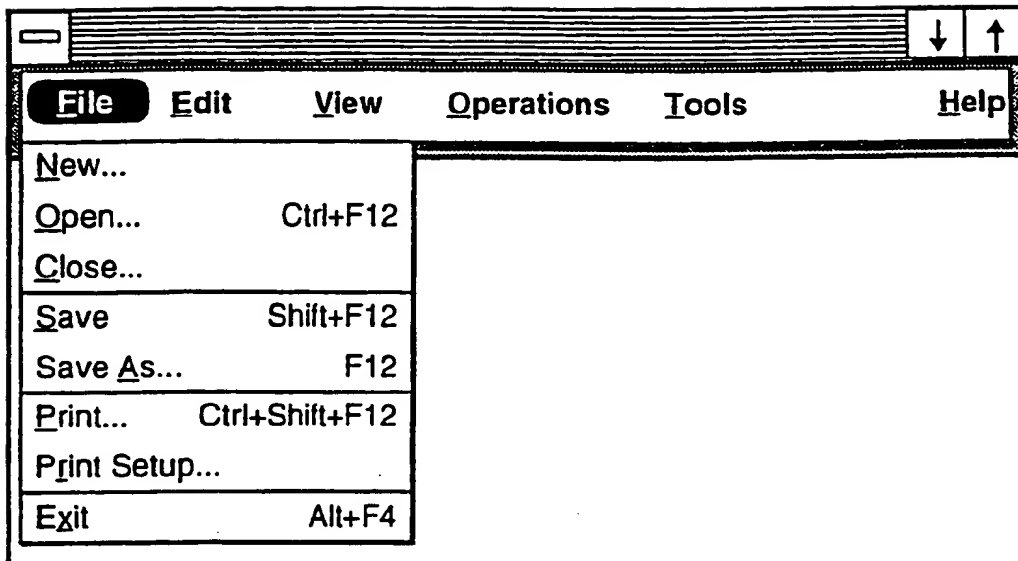 File Edit View Operations Tools Help
New...
Open... Ctrl+F12
Close...
Save Shift+F12
Save As... F12
Print... Ctrl+Shift+F12
Print Setup...
Exit Alt+F4